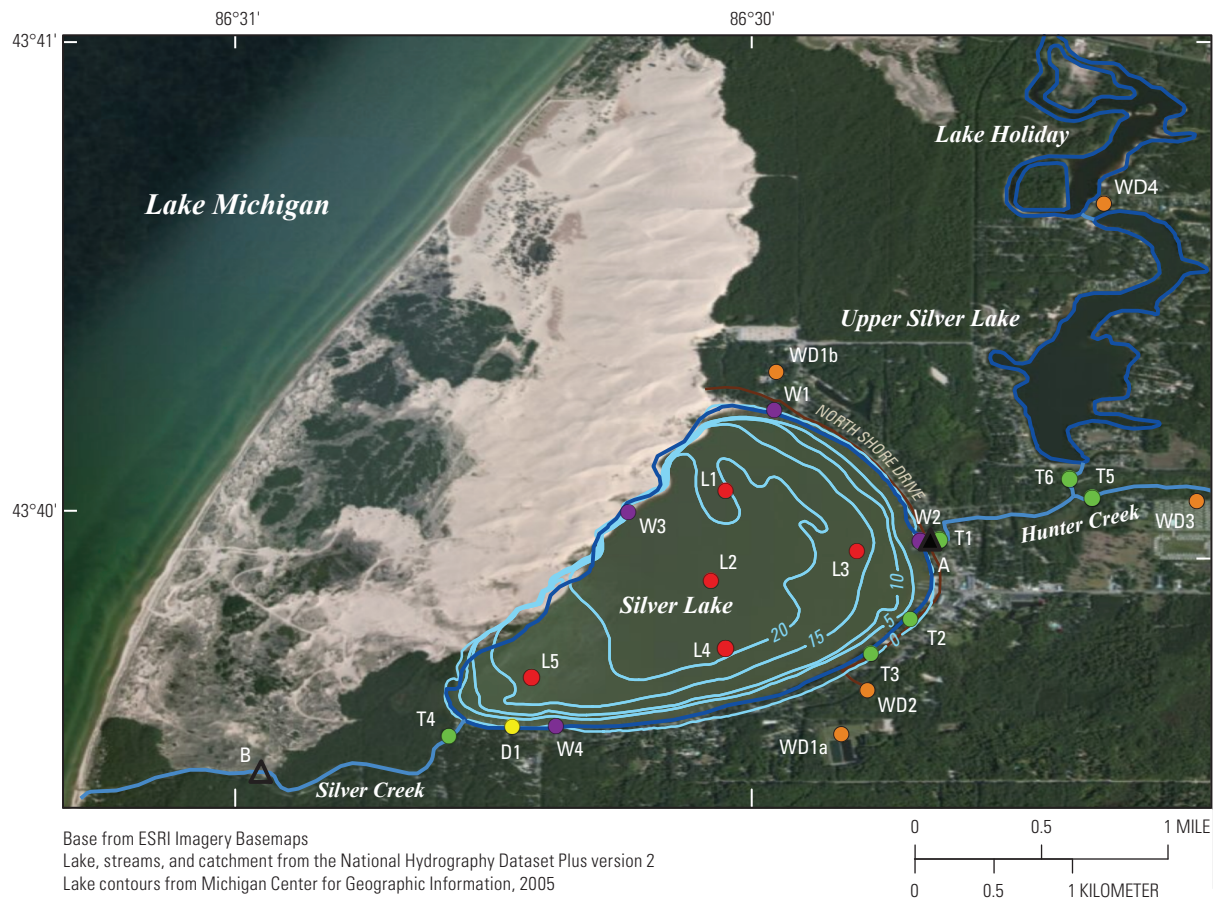 86°31'
86°30'
43°41'
Lake Holiday
Lake Michigan
WD4
Upper Silver Lake
WD1b
W1
NORTH SHORE DRIVE
L1
T6
T5
43°40'
W3
W2
T1
Hunter Creek
WD3
A
L2
L3
10
Silver Lake
20
15
5
T2
0
L4
T3
L5
WD2
T4
D1
W4
WD1a
B
Silver Creek
Base from ESRI Imagery Basemaps
Lake, streams, and catchment from the National Hydrography Dataset Plus version 2
Lake contours from Michigan Center for Geographic Information, 2005
0 0.5 1 MILE
0 0.5 1 KILOMETER